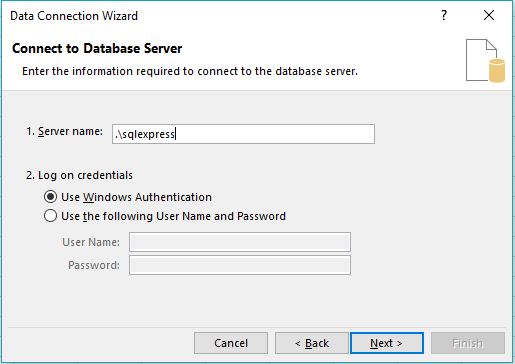 Data Connection Wizard ? ×
Connect to Database Server
Enter the information required to connect to the database server.
1. Server name: .\sqlexpress
2. Log on credentials
Use Windows Authentication
Use the following User Name and Password
User Name:
Password:
Cancel < Back Next > Finish